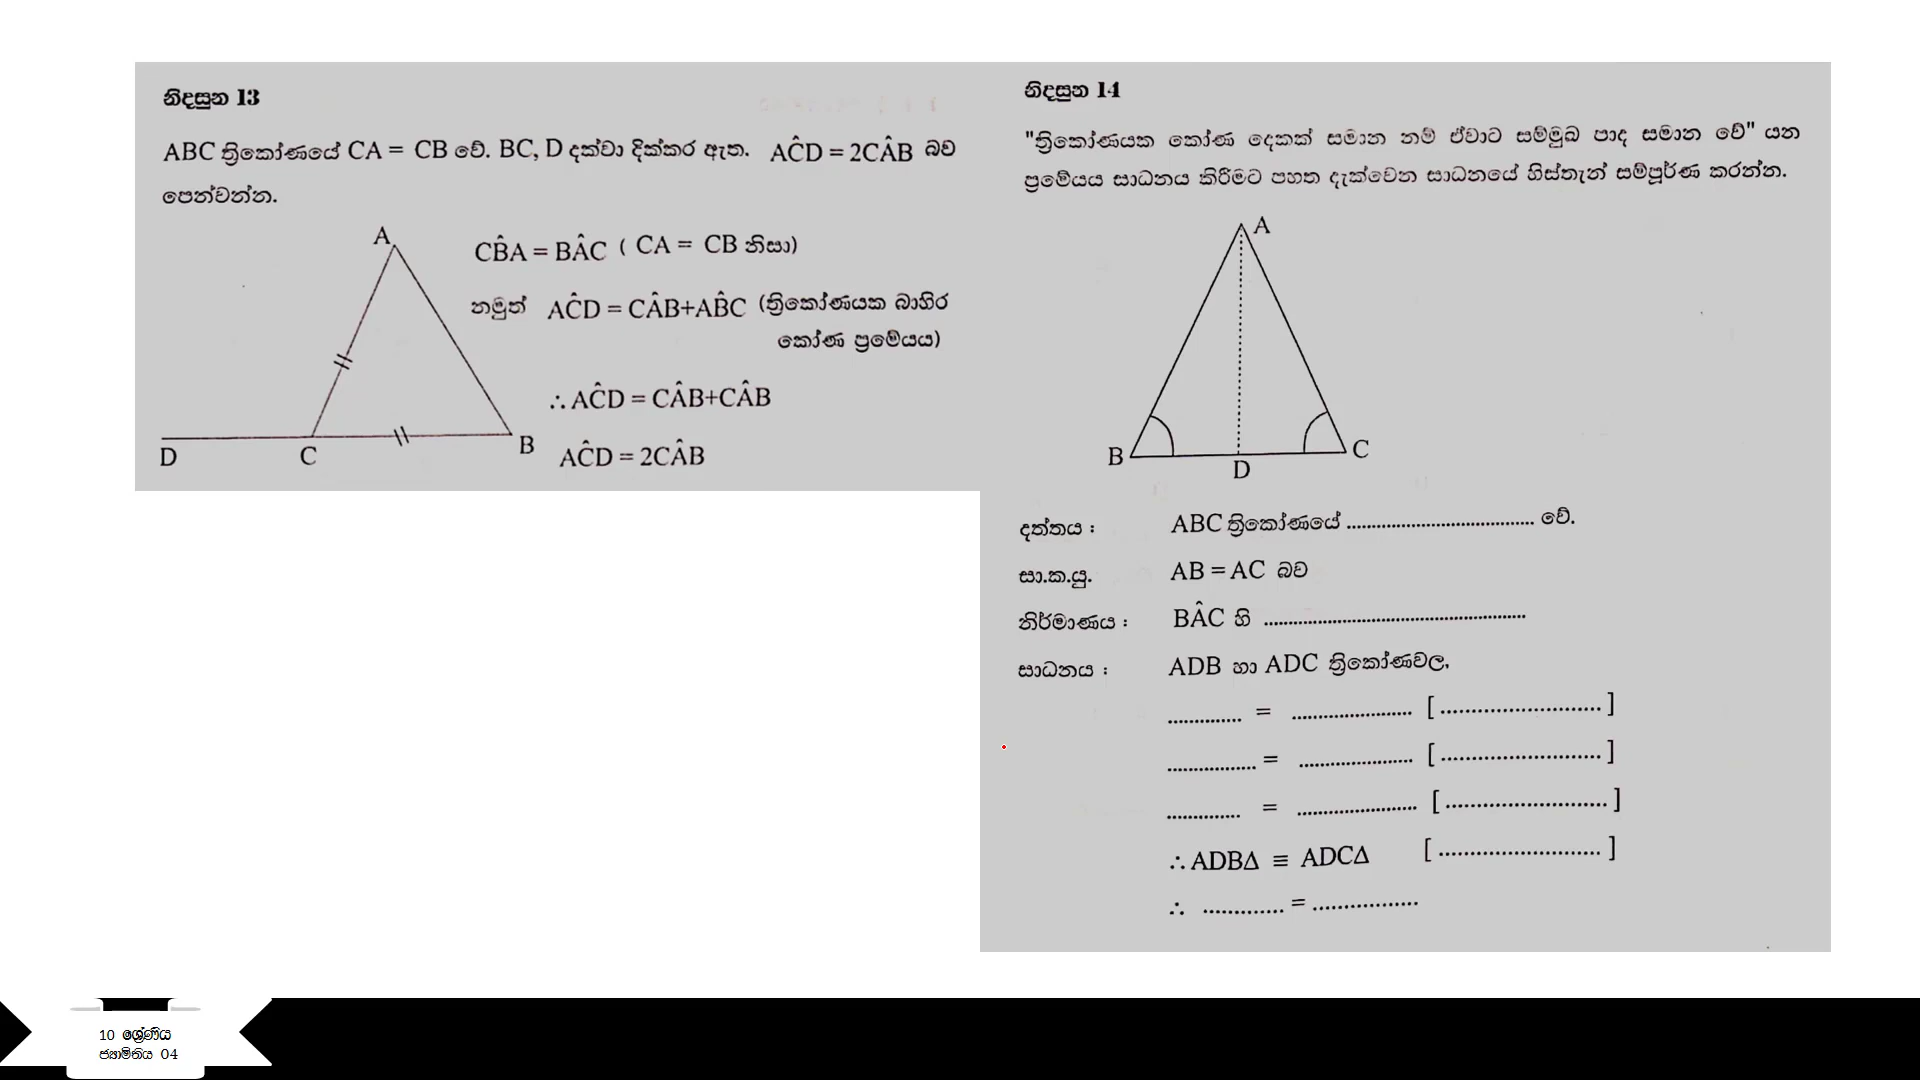 නිදසුන 13
ABC ත්‍රිකෝණයේ CA = CB වේ. BC, D දක්වා දික්කර ඇත. AĈD = 2CÂB බව
පෙන්වන්න.
A
D
C
B
CB̂A = BÂC ( CA = CB නිසා)
නමුත් AĈD = CÂB+AB̂C (ත්‍රිකෝණයක බාහිර
කෝණ ප්‍රමේයය)
∴ AĈD = CÂB+CÂB
AĈD = 2CÂB
නිදසුන 14
"ත්‍රිකෝණයක කෝණ දෙකක් සමාන නම් ඒවාට සම්මුඛ පාද සමාන වේ" යන
ප්‍රමේයය සාධනය කිරීමට පහත දැක්වෙන සාධනයේ හිස්තැන් සම්පූර්ණ කරන්න.
A
B
D
C
දත්තය : ABC ත්‍රිකෝණයේ ...................................... වේ.
සා.ක.යු. AB = AC බව
නිර්මාණය : BÂC හි .....................................................
සාධනය : ADB හා ADC ත්‍රිකෝණවල,
............... = ........................ [ ................................. ]
.................. = ....................... [ ................................. ]
............... = ........................ [ ................................. ]
∴ ADBΔ ≡ ADCΔ [ ................................. ]
∴ ................ = .....................
10 ශ්‍රේණිය
ජ්‍යාමිතිය 04